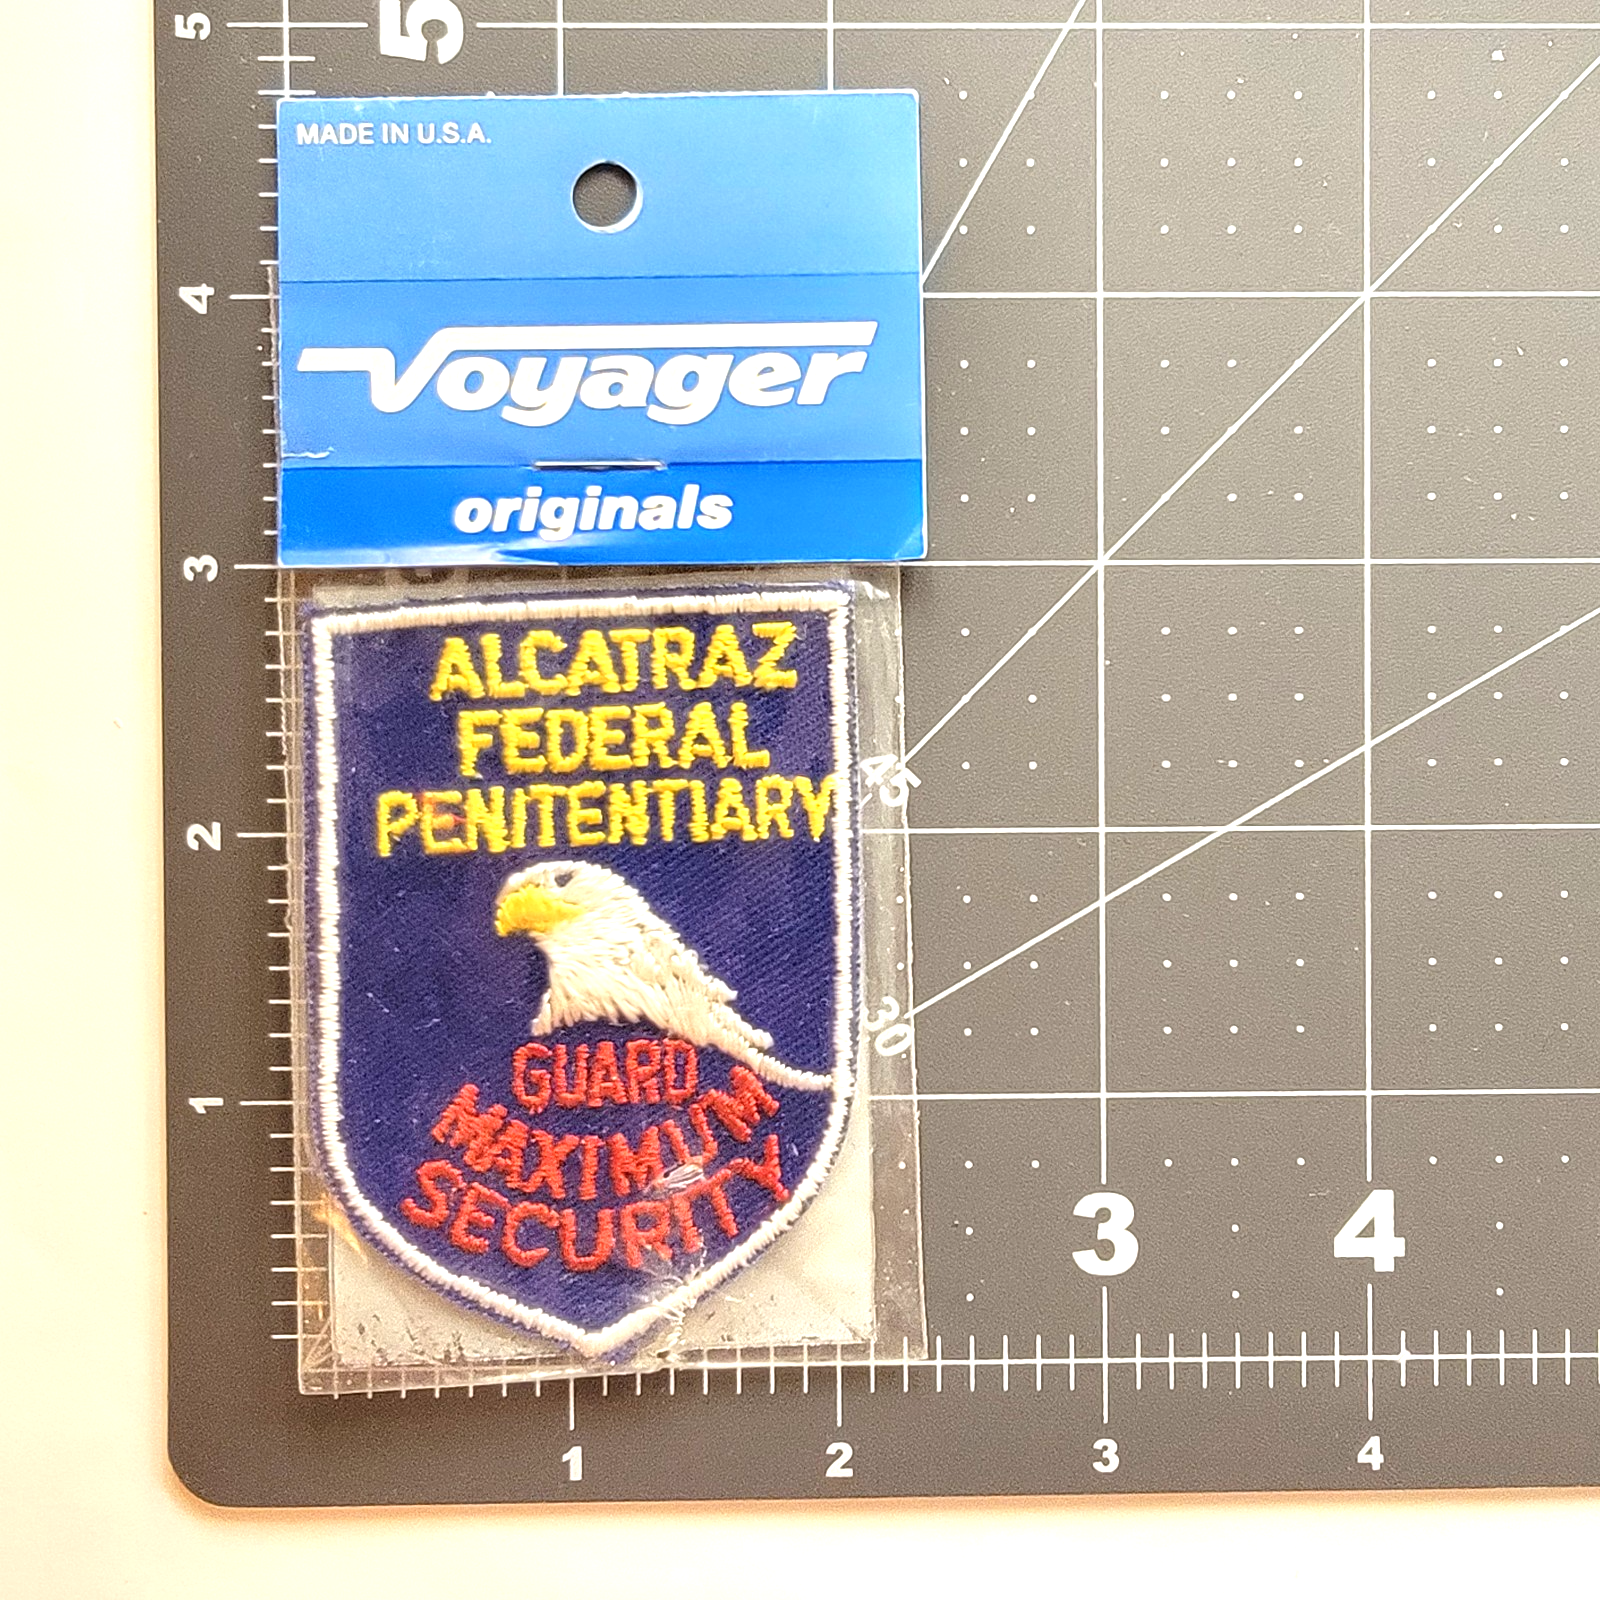 5
5
MADE IN U.S.A.
4
Voyager
originals
3
ALCATRAZ
FEDERAL
PENITENTIARY
45
2
30
GUARD
MAXIMUM
SECURITY
1
3
4
1
2
3
4